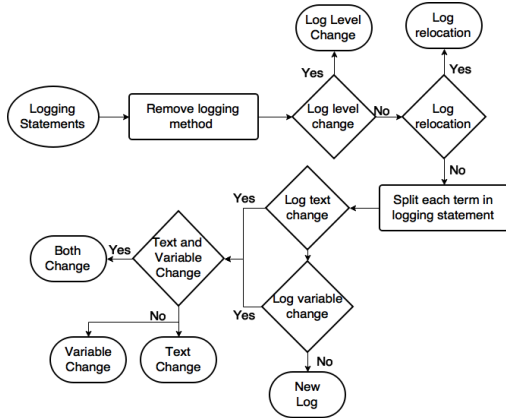 Log Level
Change
Log
relocation
Yes
Yes
Logging
Statements
Remove logging
method
Log level
change
No
Log
relocation
No
Split each term in
logging statement
Log text
change
Yes
Text and
Variable
Change
Yes
Both
Change
Log variable
change
Yes
No
No
Variable
Change
Text
Change
New
Log